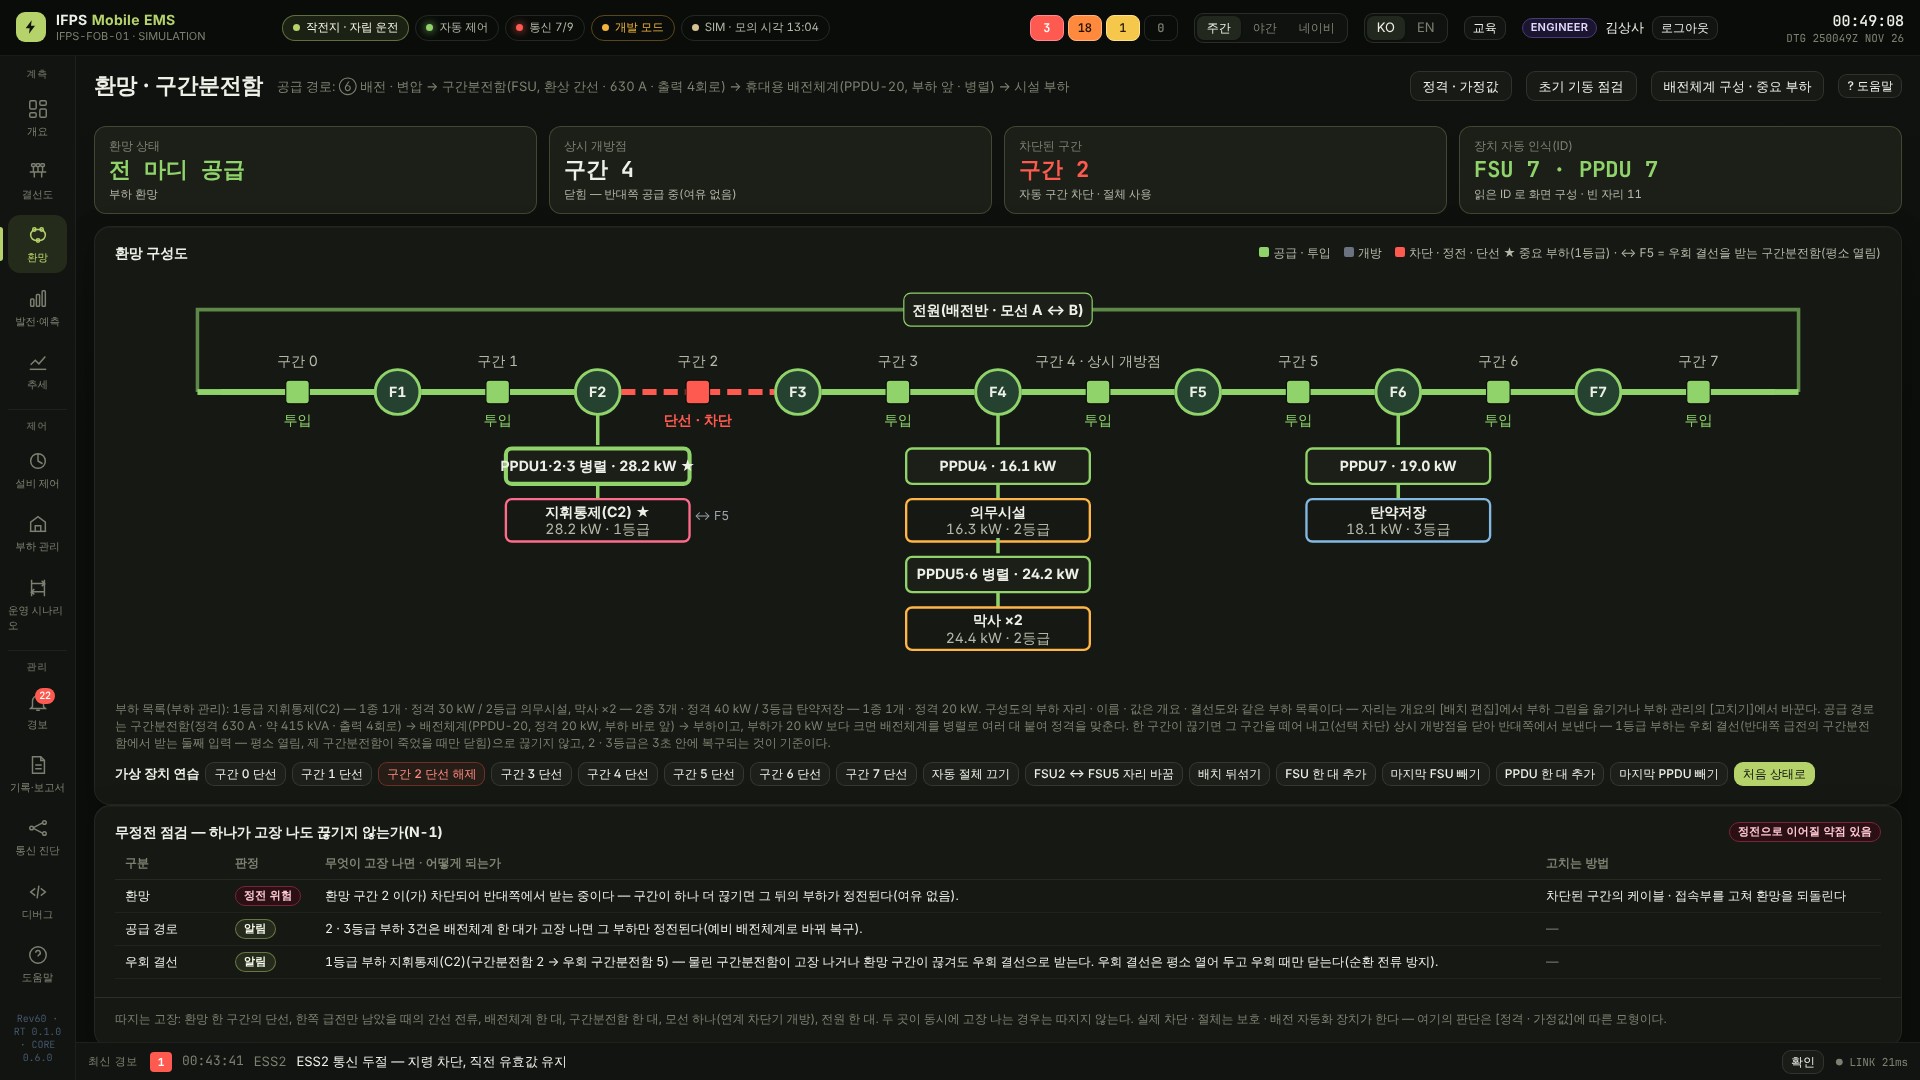 IFPS Mobile EMS
IFPS-FOB-01 · SIMULATION
작전지 · 자립 운전
자동 제어
통신 7/9
개발 모드
SIM · 모의 시각 13:04
3
18
1
0
주간
야간
네이비
KO
EN
교육
ENGINEER
김상사
로그아웃
00:49:08
DTG 250049Z NOV 26
계측
개요
결선도
환망
발전·예측
추세
제어
설비 제어
부하 관리
운영 시나리
오
관리
22
경보
기록·보고서
통신 진단
디버그
도움말
Rev60 ·
RT 0.1.0
· CORE
0.6.0
환망 · 구간분전함
공급 경로: ⑥ 배전 · 변압 → 구간분전함(FSU, 환상 간선 · 630 A · 출력 4회로) → 휴대용 배전체계(PPDU-20, 부하 앞 · 병렬) → 시설 부하
정격 · 가정값
초기 기동 점검
배전체계 구성 · 중요 부하
? 도움말
환망 상태
전 마디 공급
부하 환망
상시 개방점
구간 4
닫힘 — 반대쪽 공급 중(여유 없음)
차단된 구간
구간 2
자동 구간 차단 · 절체 사용
장치 자동 인식(ID)
FSU 7 · PPDU 7
읽은 ID 로 화면 구성 · 빈 자리 11
환망 구성도
공급 · 투입
개방
차단 · 정전 · 단선 ★ 중요 부하(1등급) · ↔ F5 = 우회 결선을 받는 구간분전함(평소 열림)
전원(배전반 · 모선 A ↔ B)
구간 0
구간 1
구간 2
구간 3
구간 4 · 상시 개방점
구간 5
구간 6
구간 7
F1
F2
F3
F4
F5
F6
F7
투입
투입
단선 · 차단
투입
투입
투입
투입
투입
PPDU1·2·3 병렬 · 28.2 kW ★
PPDU4 · 16.1 kW
PPDU7 · 19.0 kW
지휘통제(C2) ★
28.2 kW · 1등급
↔ F5
의무시설
16.3 kW · 2등급
탄약저장
18.1 kW · 3등급
PPDU5·6 병렬 · 24.2 kW
막사 ×2
24.4 kW · 2등급
부하 목록(부하 관리): 1등급 지휘통제(C2) — 1종 1개 · 정격 30 kW / 2등급 의무시설, 막사 ×2 — 2종 3개 · 정격 40 kW / 3등급 탄약저장 — 1종 1개 · 정격 20 kW. 구성도의 부하 자리 · 이름 · 값은 개요 · 결선도와 같은 부하 목록이다 — 자리는 개요의 [배치 편집]에서 부하 그림을 옮기거나 부하 관리의 [고치기]에서 바꾼다. 공급 경로
는 구간분전함(정격 630 A · 약 415 kVA · 출력 4회로) → 배전체계(PPDU-20, 정격 20 kW, 부하 바로 앞) → 부하이고, 부하가 20 kW 보다 크면 배전체계를 병렬로 여러 대 붙여 정격을 맞춘다. 한 구간이 끊기면 그 구간을 떼어 내고(선택 차단) 상시 개방점을 닫아 반대쪽에서 보낸다 — 1등급 부하는 우회 결선(반대쪽 급전의 구간분전
함에서 받는 둘째 입력 — 평소 열림, 제 구간분전함이 죽었을 때만 닫힘)으로 끊기지 않고, 2 · 3등급은 3초 안에 복구되는 것이 기준이다.
가상 장치 연습
구간 0 단선
구간 1 단선
구간 2 단선 해제
구간 3 단선
구간 4 단선
구간 5 단선
구간 6 단선
구간 7 단선
자동 절체 끄기
FSU2 ↔ FSU5 자리 바꿈
배치 뒤섞기
FSU 한 대 추가
마지막 FSU 빼기
PPDU 한 대 추가
마지막 PPDU 빼기
처음 상태로
무정전 점검 — 하나가 고장 나도 끊기지 않는가(N-1)
정전으로 이어질 약점 있음
구분
판정
무엇이 고장 나면 · 어떻게 되는가
고치는 방법
환망
정전 위험
환망 구간 2 이(가) 차단되어 반대쪽에서 받는 중이다 — 구간이 하나 더 끊기면 그 뒤의 부하가 정전된다(여유 없음).
차단된 구간의 케이블 · 접속부를 고쳐 환망을 되돌린다
공급 경로
알림
2 · 3등급 부하 3건은 배전체계 한 대가 고장 나면 그 부하만 정전된다(예비 배전체계로 바꿔 복구).
—
우회 결선
알림
1등급 부하 지휘통제(C2)(구간분전함 2 → 우회 구간분전함 5) — 물린 구간분전함이 고장 나거나 환망 구간이 끊겨도 우회 결선으로 받는다. 우회 결선은 평소 열어 두고 우회 때만 닫는다(순환 전류 방지).
—
따지는 고장: 환망 한 구간의 단선, 한쪽 급전만 남았을 때의 간선 전류, 배전체계 한 대, 구간분전함 한 대, 모선 하나(연계 차단기 개방), 전원 한 대. 두 곳이 동시에 고장 나는 경우는 따지지 않는다. 실제 차단 · 절체는 보호 · 배전 자동화 장치가 한다 — 여기의 판단은 [정격 · 가정값]에 따른 모형이다.
최신 경보
1
00:43:41
ESS2
ESS2 통신 두절 — 지령 차단, 직전 유효값 유지
확인
LINK 21ms